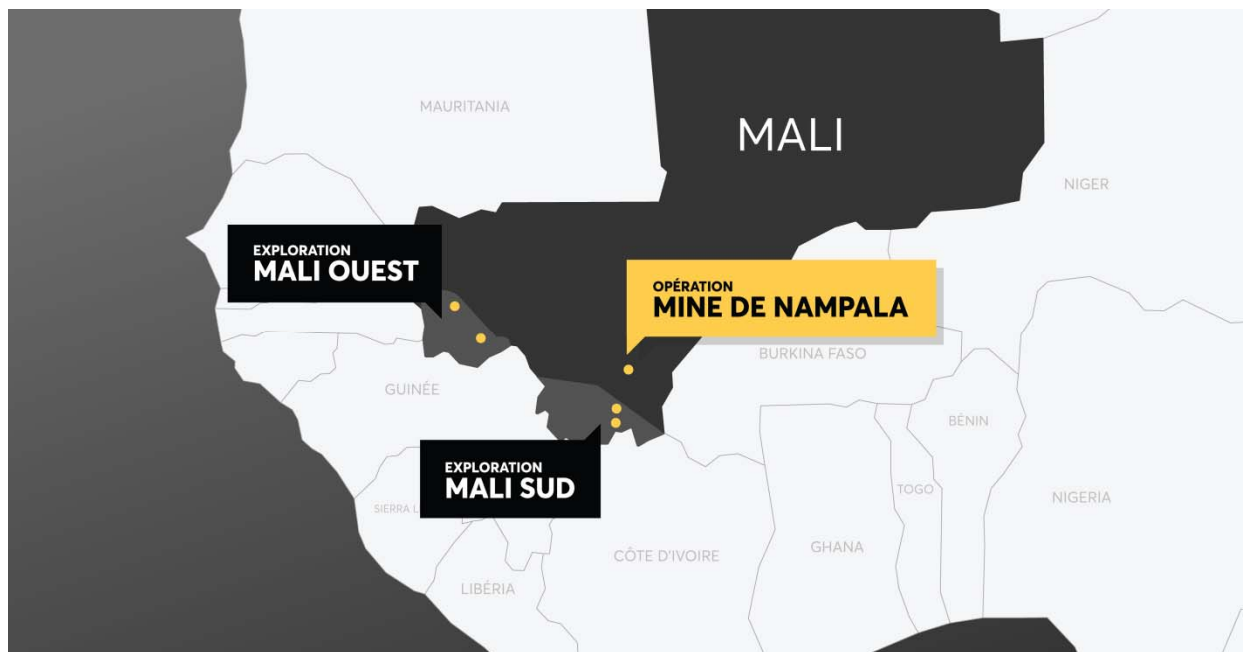 MAURITANIA
MALI
NIGER
EXPLORATION
MALI OUEST
OPÉRATION
MINE DE NAMPALA
BURKINA FASO
GUINÉE
BÉNIN
EXPLORATION
MALI SUD
TOGO
NIGERIA
SIERRA L
GHANA
CÔTE D'IVOIRE
LIBÉRIA